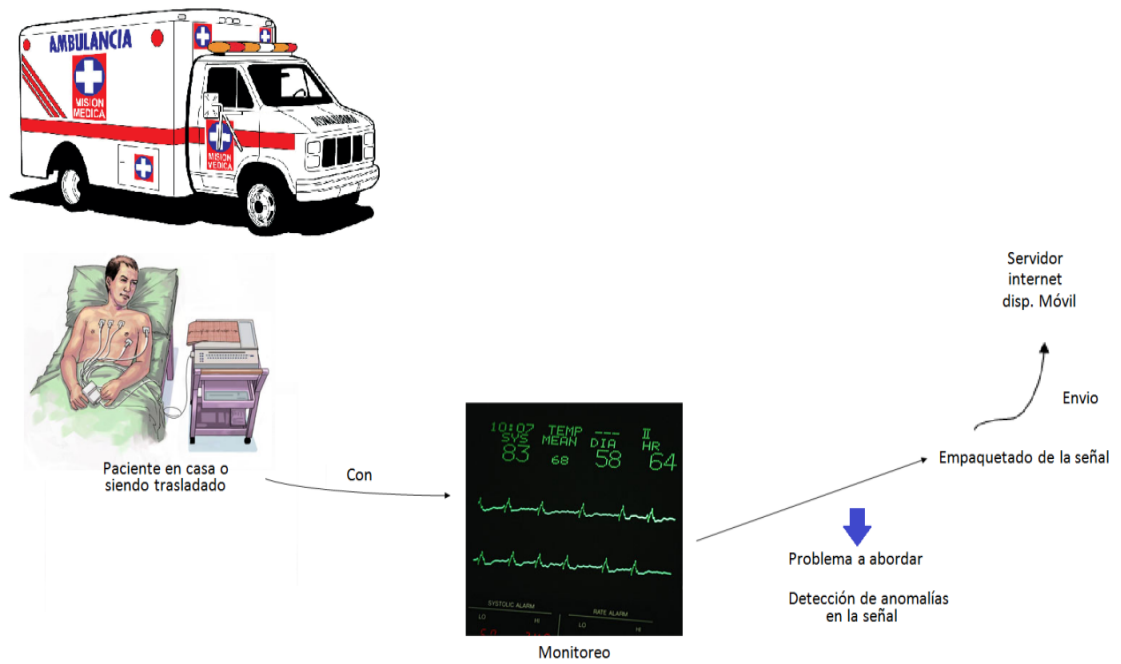 AMBULANCIA
MISION
MEDICA
MISION
MEDICA
Paciente en casa o
siendo trasladado
Con
10:07 TEMP --- II
SYS MEAN DIA HR
83 68 58 64
SYSTOLIC ALARM RATE ALARM
LO HI LO HI
Monitoreo
Servidor
internet
disp. Móvil
Envio
Empaquetado de la señal
Problema a abordar
Detección de anomalías
en la señal